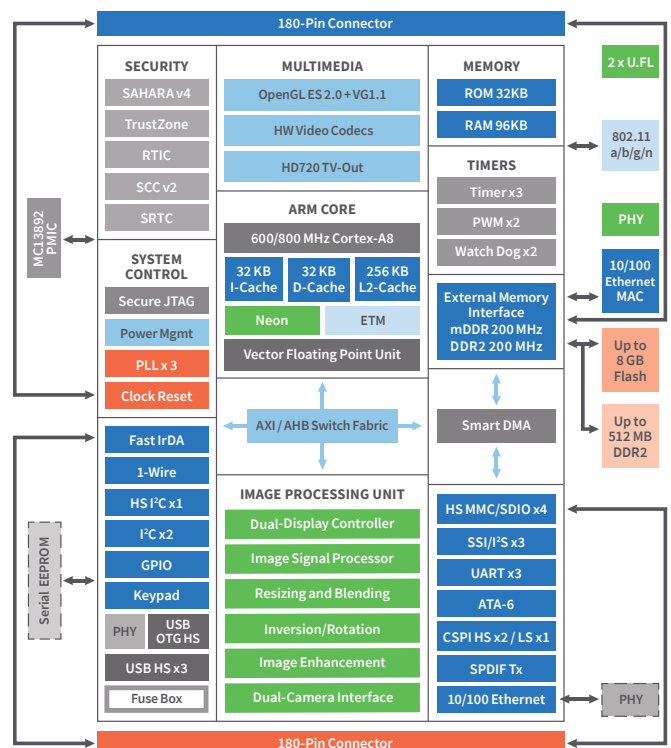 180-Pin Connector
SECURITY
SAHARA v4
TrustZone
RTIC
SCC v2
SRTC
SYSTEM
CONTROL
Secure JTAG
Power Mgmt
PLL x 3
Clock Reset
Fast IrDA
1-Wire
HS I²C x1
I²C x2
GPIO
Keypad
PHY
USB
OTG HS
USB HS x3
Fuse Box
MULTIMEDIA
OpenGL ES 2.0 + VG1.1
HW Video Codecs
HD720 TV-Out
ARM CORE
600/800 MHz Cortex-A8
32 KB
I-Cache
32 KB
D-Cache
256 KB
L2-Cache
Neon
ETM
Vector Floating Point Unit
AXI / AHB Switch Fabric
IMAGE PROCESSING UNIT
Dual-Display Controller
Image Signal Processor
Resizing and Blending
Inversion/Rotation
Image Enhancement
Dual-Camera Interface
MEMORY
ROM 32KB
RAM 96KB
TIMERS
Timer x3
PWM x2
Watch Dog x2
External Memory
Interface
mDDR 200 MHz
DDR2 200 MHz
Smart DMA
HS MMC/SDIO x4
SSI/I²S x3
UART x3
ATA-6
CSPI HS x2 / LS x1
SPDIF Tx
10/100 Ethernet
MC13892
PMIC
Serial EEPROM
2 x U.FL
802.11
a/b/g/n
PHY
10/100
Ethernet
MAC
Up to
8 GB
Flash
Up to
512 MB
DDR2
PHY
180-Pin Connector